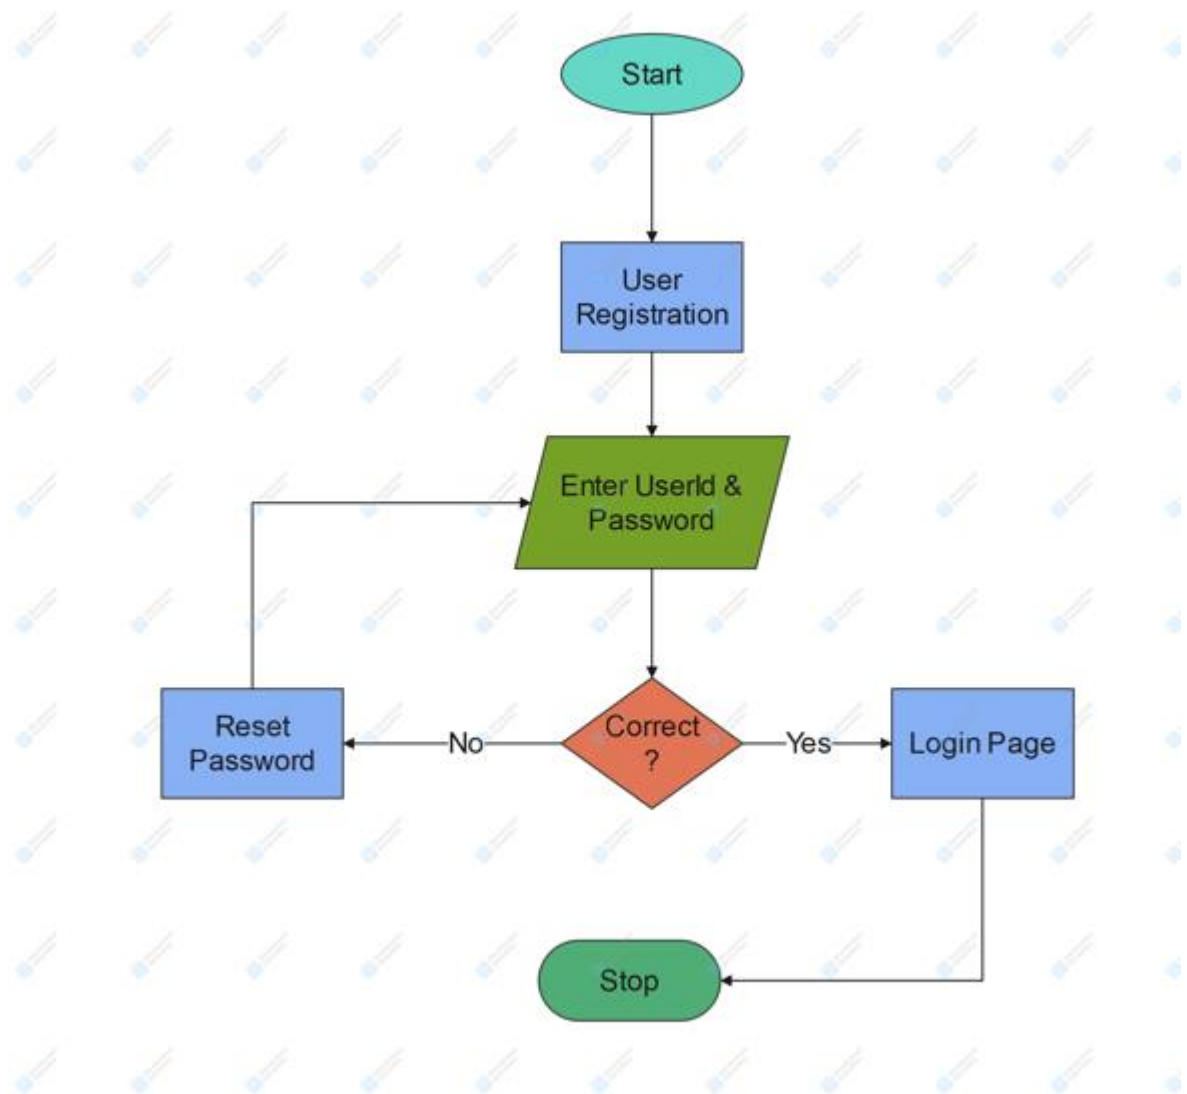 Start
User
Registration
Enter UserId &
Password
Reset
Password
No
Correct
?
Yes
Login Page
Stop